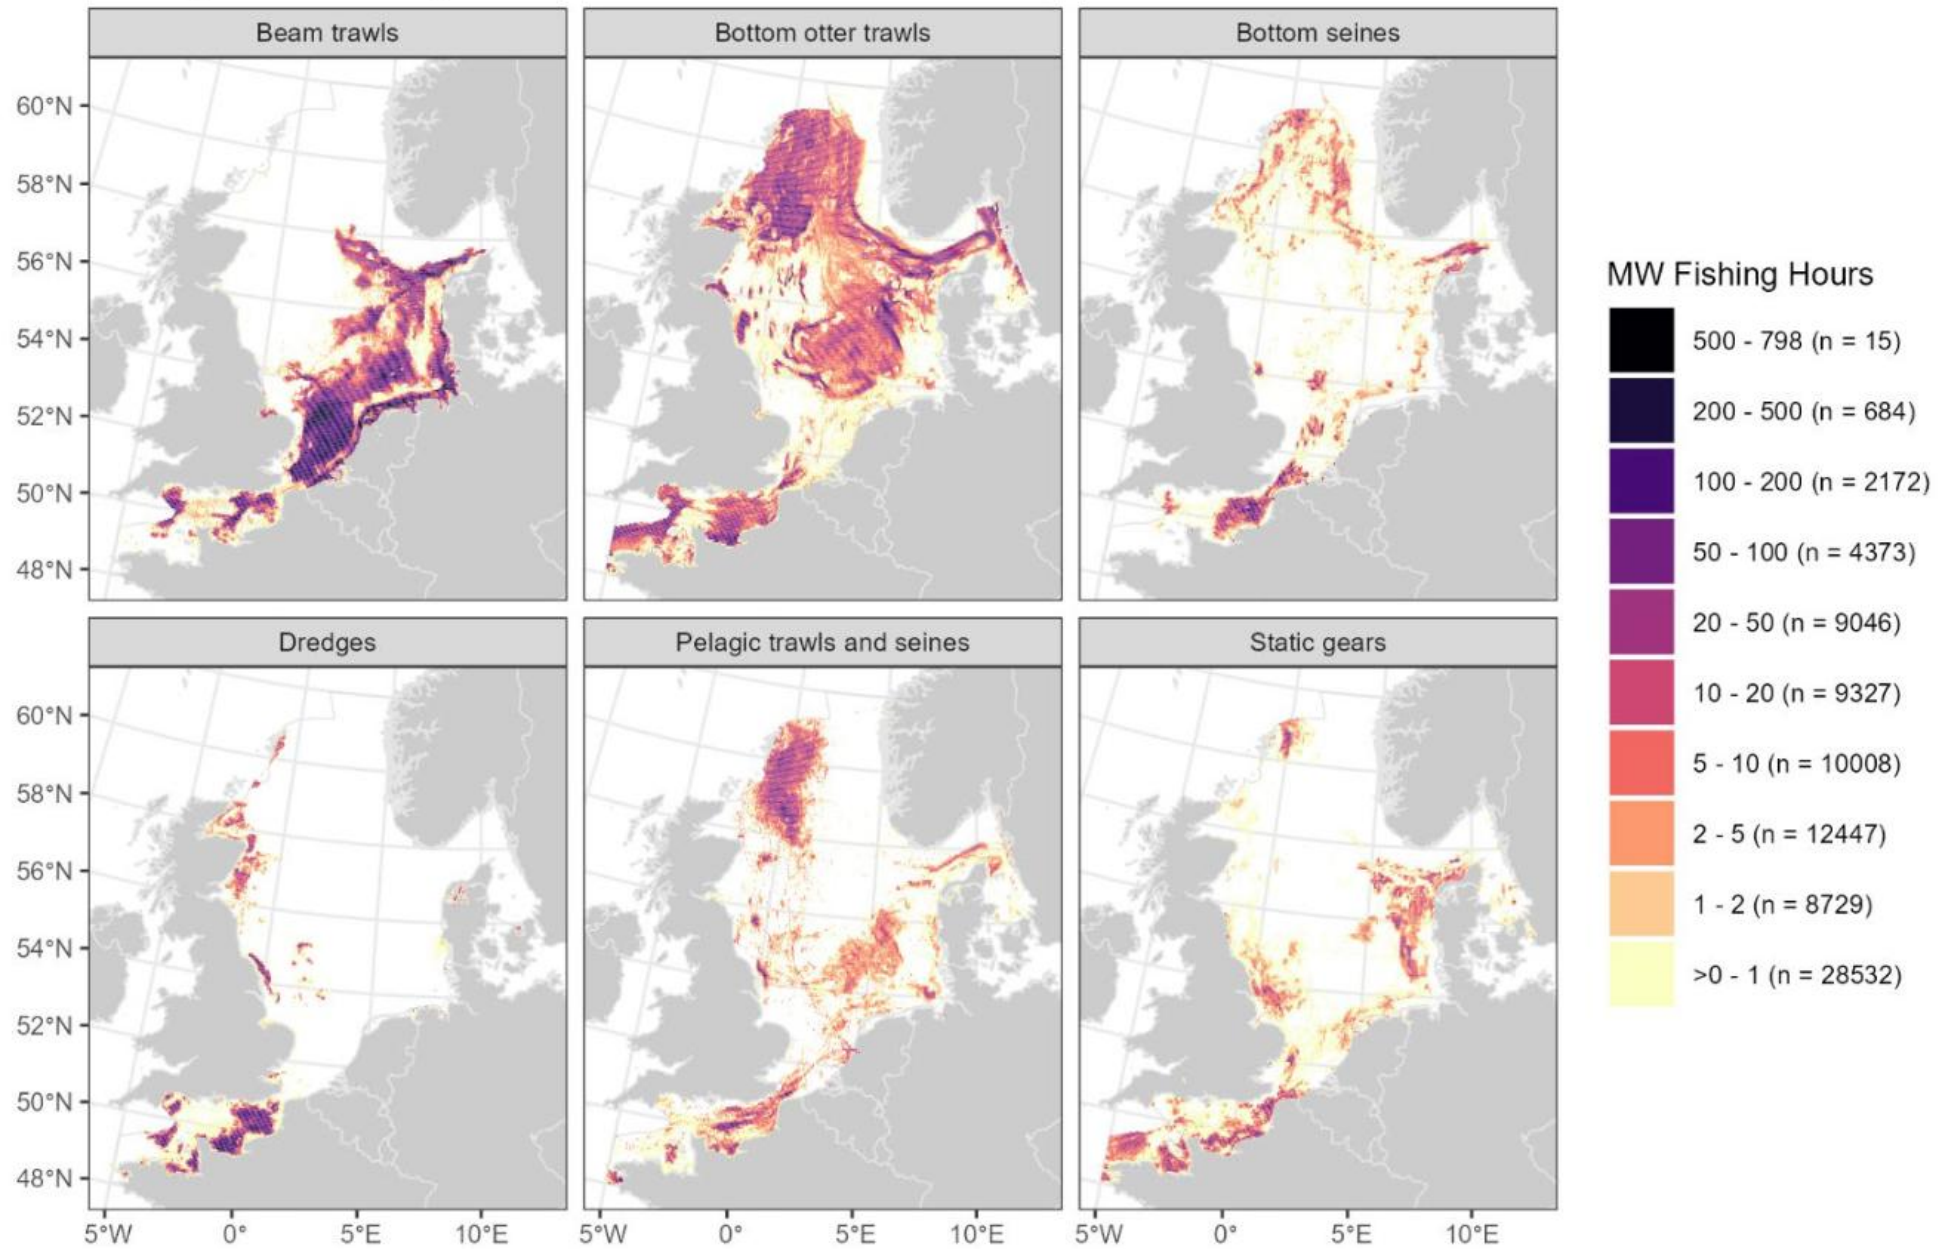 Beam trawls
Bottom otter trawls
Bottom seines
60°N
58°N
56°N
54°N
52°N
50°N
48°N
Dredges
Pelagic trawls and seines
Static gears
60°N
58°N
56°N
54°N
52°N
50°N
48°N
5°W 0° 5°E 10°E
5°W 0° 5°E 10°E
5°W 0° 5°E 10°E
MW Fishing Hours
500 - 798 (n = 15)
200 - 500 (n = 684)
100 - 200 (n = 2172)
50 - 100 (n = 4373)
20 - 50 (n = 9046)
10 - 20 (n = 9327)
5 - 10 (n = 10008)
2 - 5 (n = 12447)
1 - 2 (n = 8729)
>0 - 1 (n = 28532)